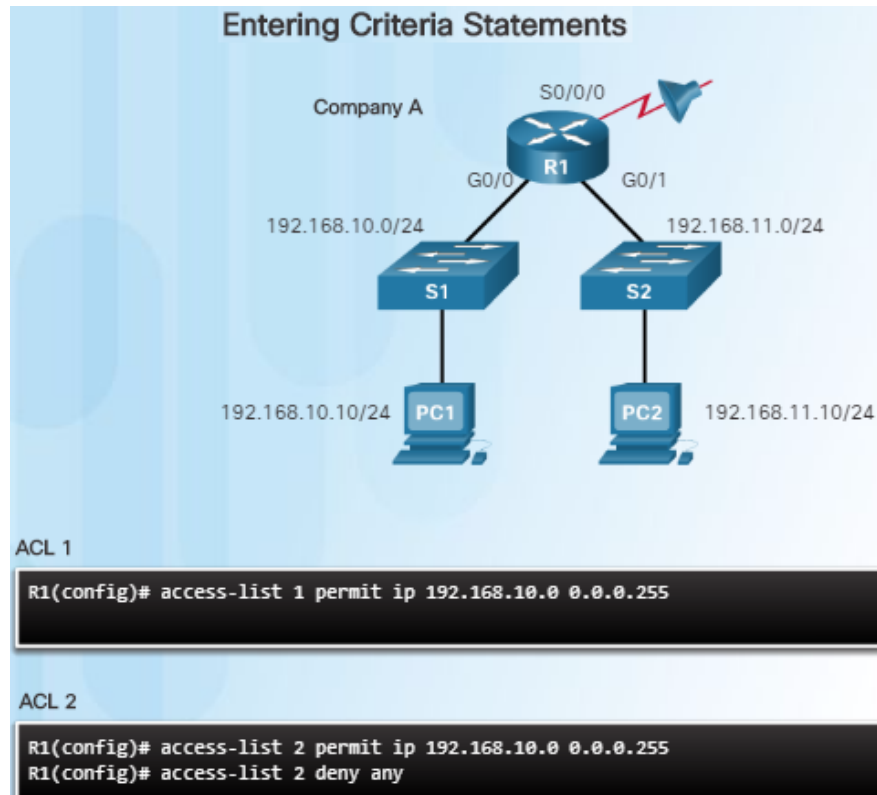 Entering Criteria Statements
Company A
S0/0/0
R1
G0/0
G0/1
192.168.10.0/24
192.168.11.0/24
S1
S2
192.168.10.10/24
PC1
PC2
192.168.11.10/24
ACL 1
R1(config)# access-list 1 permit ip 192.168.10.0 0.0.0.255
ACL 2
R1(config)# access-list 2 permit ip 192.168.10.0 0.0.0.255
R1(config)# access-list 2 deny any